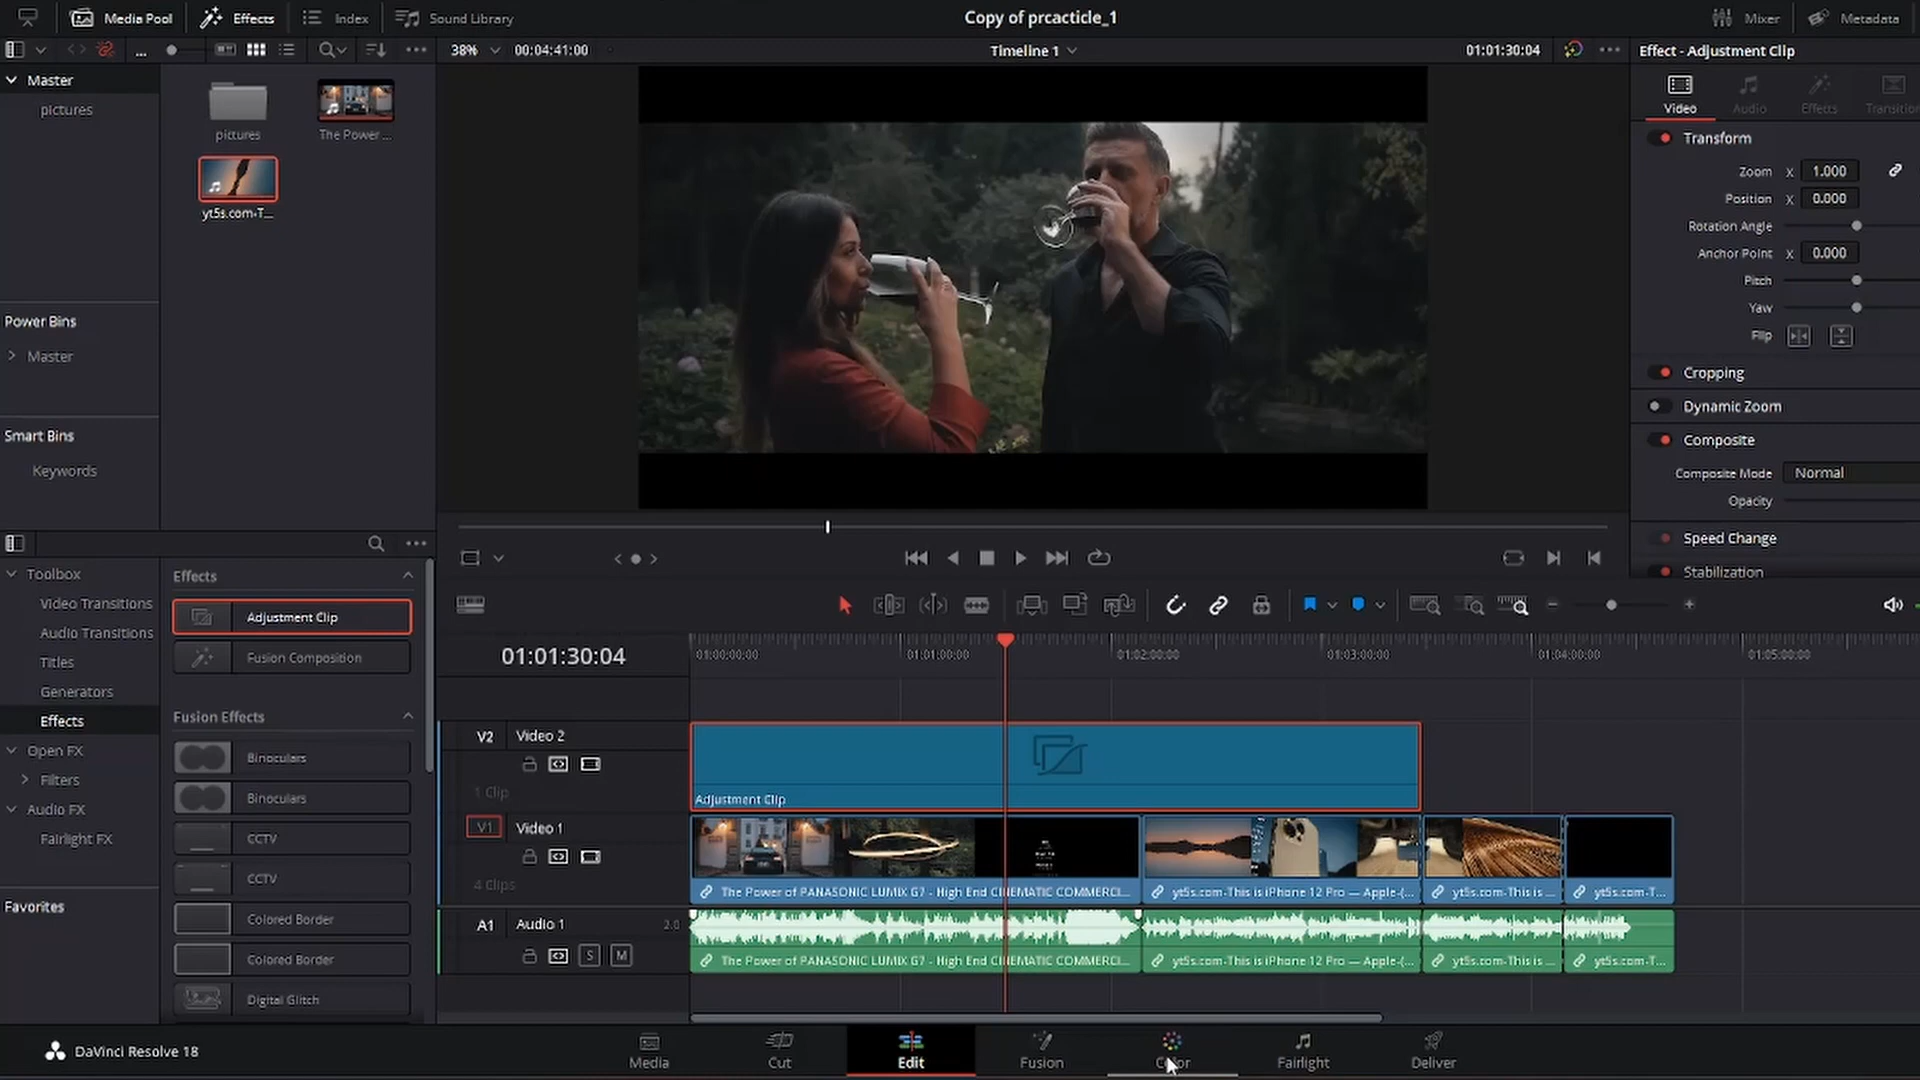 Media Pool
Effects
Index
Sound Library
Copy of prcacticle_1
Mixer
Metadata
...
38%
00:04:41:00
Timeline 1
01:01:30:04
Effect - Adjustment Clip
Master
pictures
pictures
The Power ...
yt5s.com-T...
Power Bins
Master
Smart Bins
Keywords
Video
Audio
Effects
Transition
Transform
Zoom X 1.000
Position X 0.000
Rotation Angle
Anchor Point X 0.000
Pitch
Yaw
Flip
Cropping
Dynamic Zoom
Composite
Composite Mode Normal
Opacity
Speed Change
Stabilization
Toolbox
Video Transitions
Audio Transitions
Titles
Generators
Effects
Open FX
Filters
Audio FX
Fairlight FX
Favorites
Effects
Adjustment Clip
Fusion Composition
Fusion Effects
Binoculars
Binoculars
CCTV
CCTV
Colored Border
Colored Border
Digital Glitch
01:01:30:04
01:00:00:00
01:01:00:00
01:02:00:00
01:03:00:00
01:04:00:00
01:05:00:00
V2 Video 2
1 Clip
Adjustment Clip
V1 Video 1
4 Clips
The Power of PANASONIC LUMIX G7 - High End CINEMATIC COMMERCI...
yt5s.com-This is iPhone 12 Pro — Apple-(...
yt5s.com-This is ...
yt5s.com-T...
A1 Audio 1 2.0
S M
The Power of PANASONIC LUMIX G7 - High End CINEMATIC COMMERCI...
yt5s.com-This is iPhone 12 Pro — Apple-(...
yt5s.com-This is ...
yt5s.com-T...
DaVinci Resolve 18
Media
Cut
Edit
Fusion
Color
Fairlight
Deliver